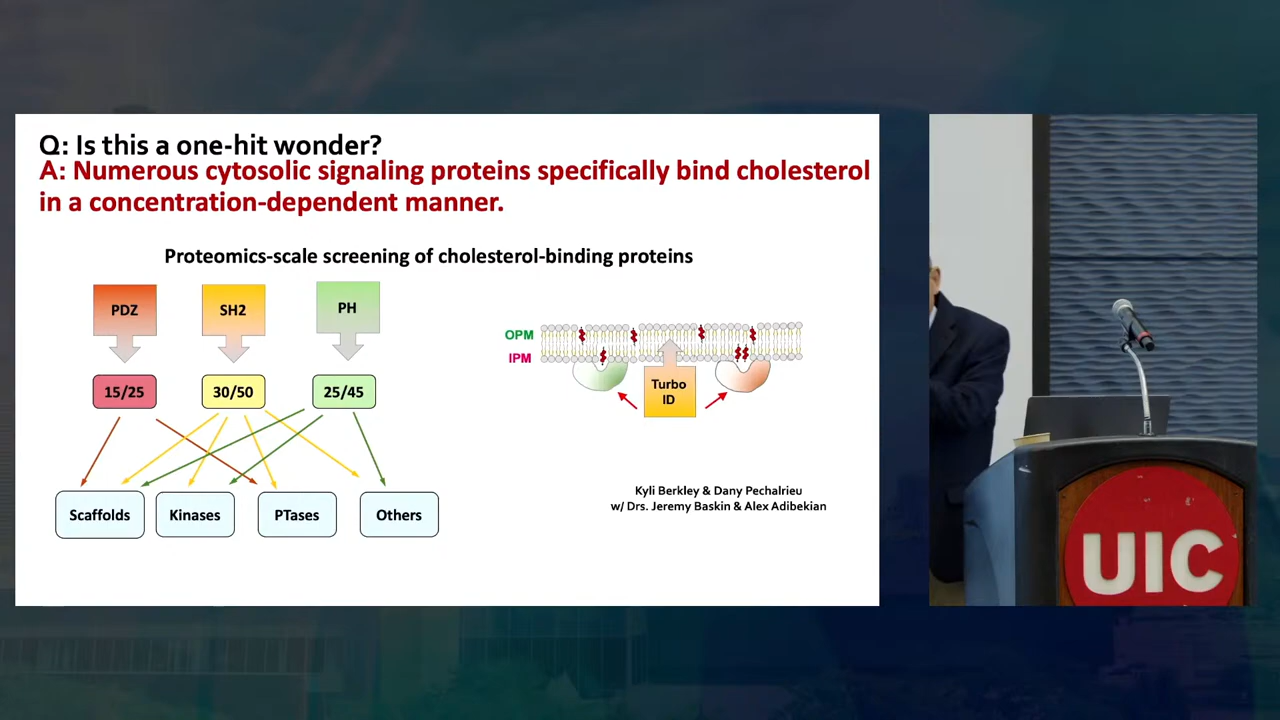 Q: Is this a one-hit wonder?
A: Numerous cytosolic signaling proteins specifically bind cholesterol
in a concentration-dependent manner.
Proteomics-scale screening of cholesterol-binding proteins
PDZ
SH2
PH
15/25
30/50
25/45
Scaffolds
Kinases
PTases
Others
OPM
IPM
Turbo
ID
Kyli Berkley & Dany Pechalrieu
w/ Drs. Jeremy Baskin & Alex Adibekian
UIC